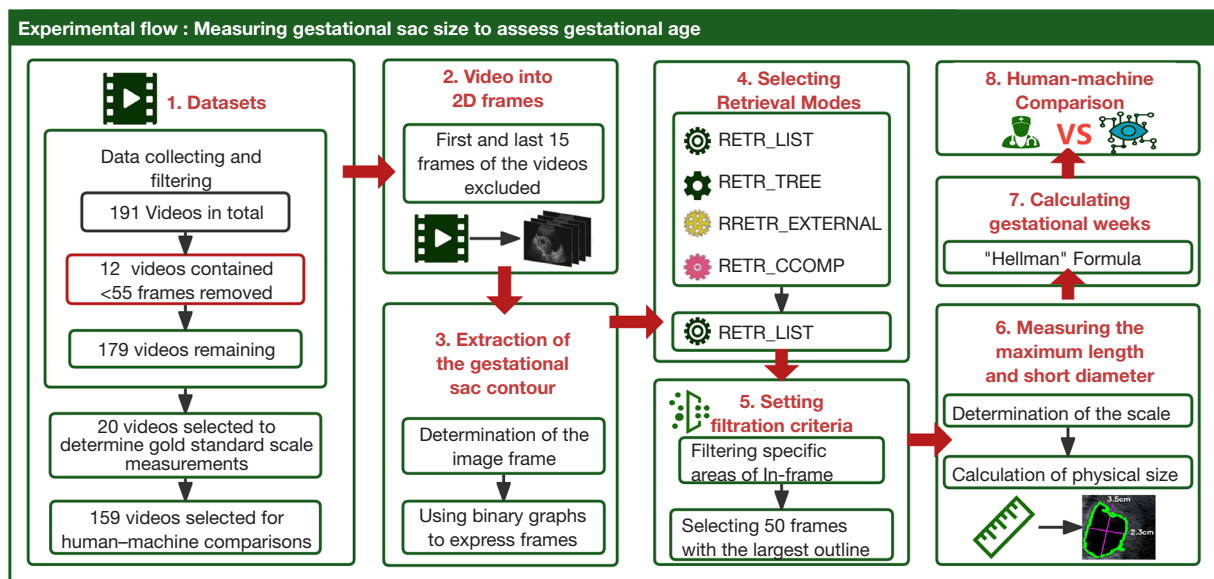 Experimental flow : Measuring gestational sac size to assess gestational age
1. Datasets
Data collecting and
filtering
191 Videos in total
12 videos contained
<55 frames removed
179 videos remaining
20 videos selected to
determine gold standard scale
measurements
159 videos selected for
human–machine comparisons
2. Video into
2D frames
First and last 15
frames of the videos
excluded
3. Extraction of
the gestational
sac contour
Determination of the
image frame
Using binary graphs
to express frames
4. Selecting
Retrieval Modes
RETR_LIST
RETR_TREE
RRETR_EXTERNAL
RETR_CCOMP
RETR_LIST
5. Setting
filtration criteria
Filtering specific
areas of In-frame
Selecting 50 frames
with the largest outline
6. Measuring the
maximum length
and short diameter
Determination of the scale
Calculation of physical size
3.5cm
2.3cm
7. Calculating
gestational weeks
"Hellman" Formula
8. Human-machine
Comparison
VS